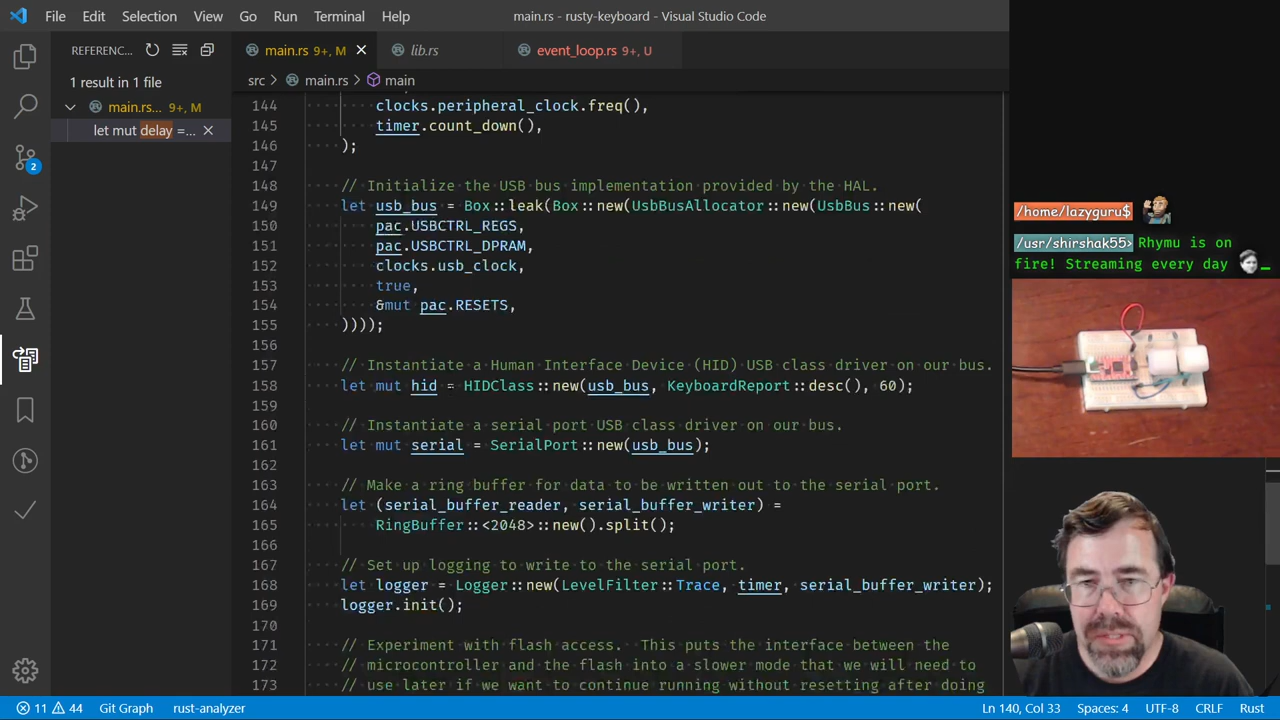 File Edit Selection View Go Run Terminal Help
main.rs - rusty-keyboard - Visual Studio Code
REFERENC...
main.rs 9+, M
lib.rs
event_loop.rs 9+, U
1 result in 1 file
src > main.rs > main
main.rs... 9+, M
let mut delay =...
2
144 clocks.peripheral_clock.freq(),
145 timer.count_down(),
146 );
147
148 // Initialize the USB bus implementation provided by the HAL.
149 let usb_bus = Box::leak(Box::new(UsbBusAllocator::new(UsbBus::new(
150 pac.USBCTRL_REGS,
151 pac.USBCTRL_DPRAM,
152 clocks.usb_clock,
153 true,
154 &mut pac.RESETS,
155 ))));
156
157 // Instantiate a Human Interface Device (HID) USB class driver on our bus.
158 let mut hid = HIDClass::new(usb_bus, KeyboardReport::desc(), 60);
159
160 // Instantiate a serial port USB class driver on our bus.
161 let mut serial = SerialPort::new(usb_bus);
162
163 // Make a ring buffer for data to be written out to the serial port.
164 let (serial_buffer_reader, serial_buffer_writer) =
165 RingBuffer::<2048>::new().split();
166
167 // Set up logging to write to the serial port.
168 let logger = Logger::new(LevelFilter::Trace, timer, serial_buffer_writer);
169 logger.init();
170
171 // Experiment with flash access. This puts the interface between the
172 // microcontroller and the flash into a slower mode that we will need to
173 // use later if we want to continue running without resetting after doing
/home/lazyguru$
/usr/shirshak55> Rhymu is on
fire! Streaming every day
11 44 Git Graph rust-analyzer
Ln 140, Col 33 Spaces: 4 UTF-8 CRLF Rust